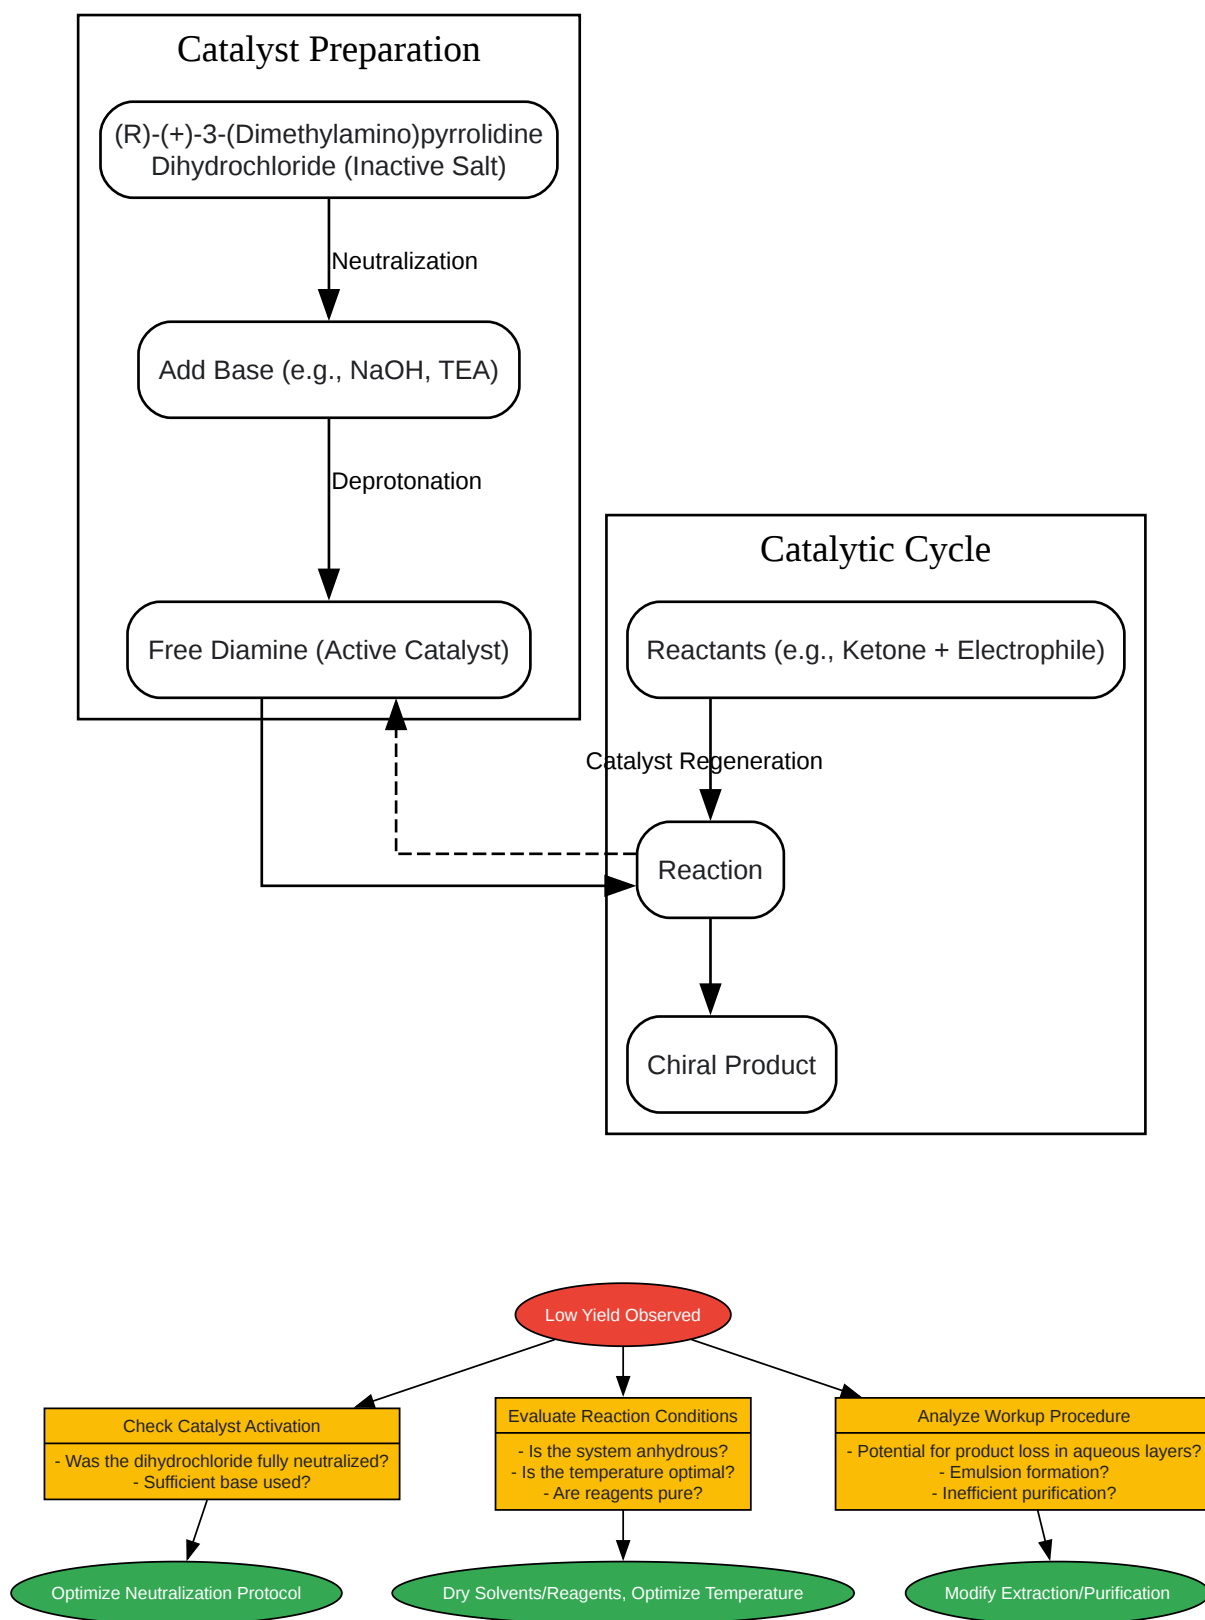 Catalyst Preparation
(R)-(+)-3-(Dimethylamino)pyrrolidine
Dihydrochloride (Inactive Salt)
Neutralization
Add Base (e.g., NaOH, TEA)
Deprotonation
Free Diamine (Active Catalyst)
Catalytic Cycle
Reactants (e.g., Ketone + Electrophile)
Catalyst Regeneration
Reaction
Chiral Product
Low Yield Observed
Check Catalyst Activation
- Was the dihydrochloride fully neutralized?
- Sufficient base used?
Evaluate Reaction Conditions
- Is the system anhydrous?
- Is the temperature optimal?
- Are reagents pure?
Analyze Workup Procedure
- Potential for product loss in aqueous layers?
- Emulsion formation?
- Inefficient purification?
Optimize Neutralization Protocol
Dry Solvents/Reagents, Optimize Temperature
Modify Extraction/Purification